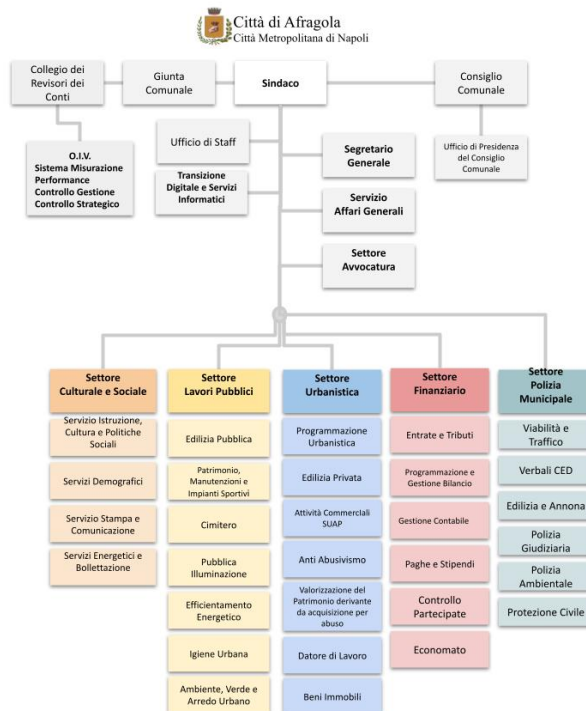 Città di Afragola
Città Metropolitana di Napoli
Collegio dei
Revisori dei
Conti
Giunta
Comunale
Sindaco
Consiglio
Comunale
O.I.V.
Sistema Misurazione
Performance
Controllo Gestione
Controllo Strategico
Ufficio di Staff
Transizione
Digitale e Servizi
Informatici
Segretario
Generale
Servizio
Affari Generali
Settore
Avvocatura
Ufficio di Presidenza
del Consiglio
Comunale
Settore
Culturale e Sociale
Servizio Istruzione,
Cultura e Politiche
Sociali
Servizi Demografici
Servizio Stampa e
Comunicazione
Servizi Energetici e
Bollettazione
Settore
Lavori Pubblici
Edilizia Pubblica
Patrimonio,
Manutenzioni e
Impianti Sportivi
Cimitero
Pubblica
Illuminazione
Efficientamento
Energetico
Igiene Urbana
Ambiente, Verde e
Arredo Urbano
Settore
Urbanistica
Programmazione
Urbanistica
Edilizia Privata
Attività Commerciali
SUAP
Anti Abusivismo
Valorizzazione del
Patrimonio derivante
da acquisizione per
abuso
Datore di Lavoro
Beni Immobili
Settore
Finanziario
Entrate e Tributi
Programmazione e
Gestione Bilancio
Gestione Contabile
Paghe e Stipendi
Controllo
Partecipate
Economato
Settore
Polizia
Municipale
Viabilità e
Traffico
Verbali CED
Edilizia e Annona
Polizia
Giudiziaria
Polizia
Ambientale
Protezione Civile